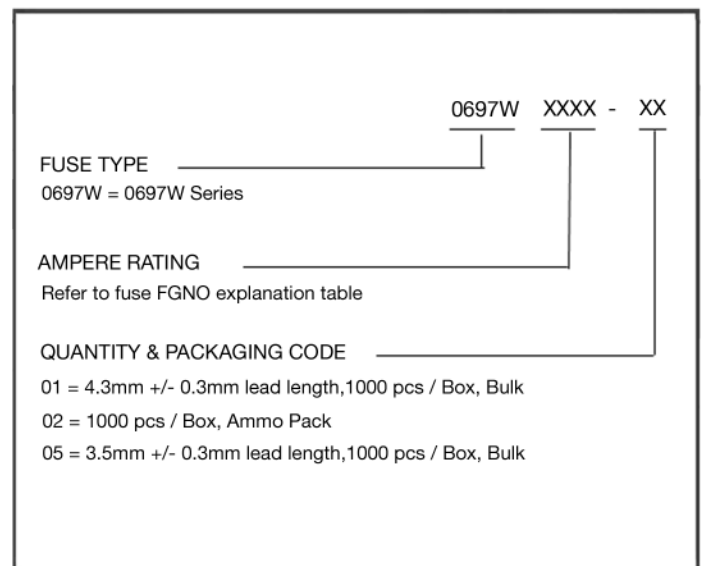 0697W XXXX - XX
FUSE TYPE
0697W = 0697W Series
AMPERE RATING
Refer to fuse FGNO explanation table
QUANTITY & PACKAGING CODE
01 = 4.3mm +/- 0.3mm lead length,1000 pcs / Box, Bulk
02 = 1000 pcs / Box, Ammo Pack
05 = 3.5mm +/- 0.3mm lead length,1000 pcs / Box, Bulk